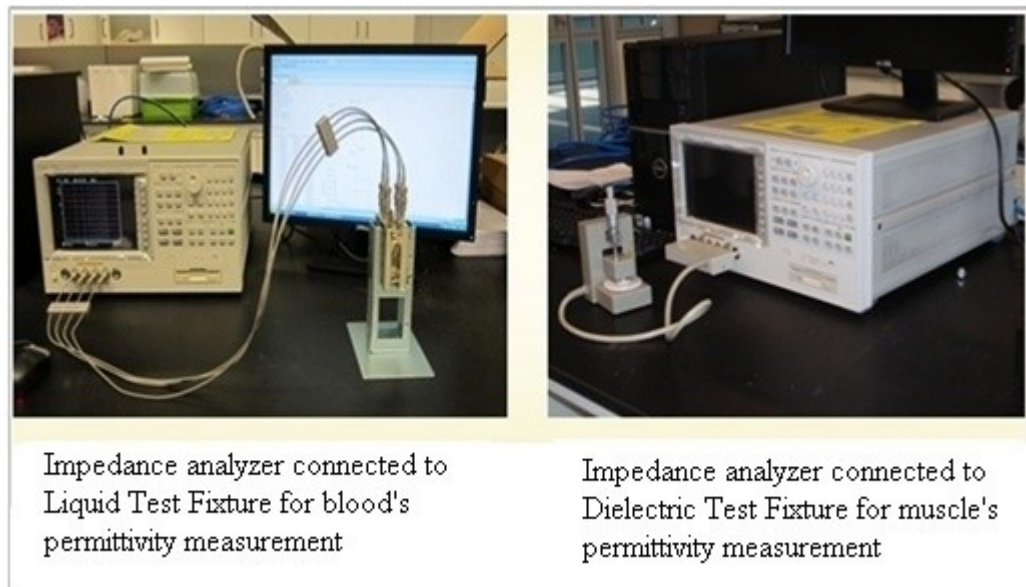 Impedance analyzer connected to
Liquid Test Fixture for blood's
permittivity measurement
Impedance analyzer connected to
Dielectric Test Fixture for muscle's
permittivity measurement